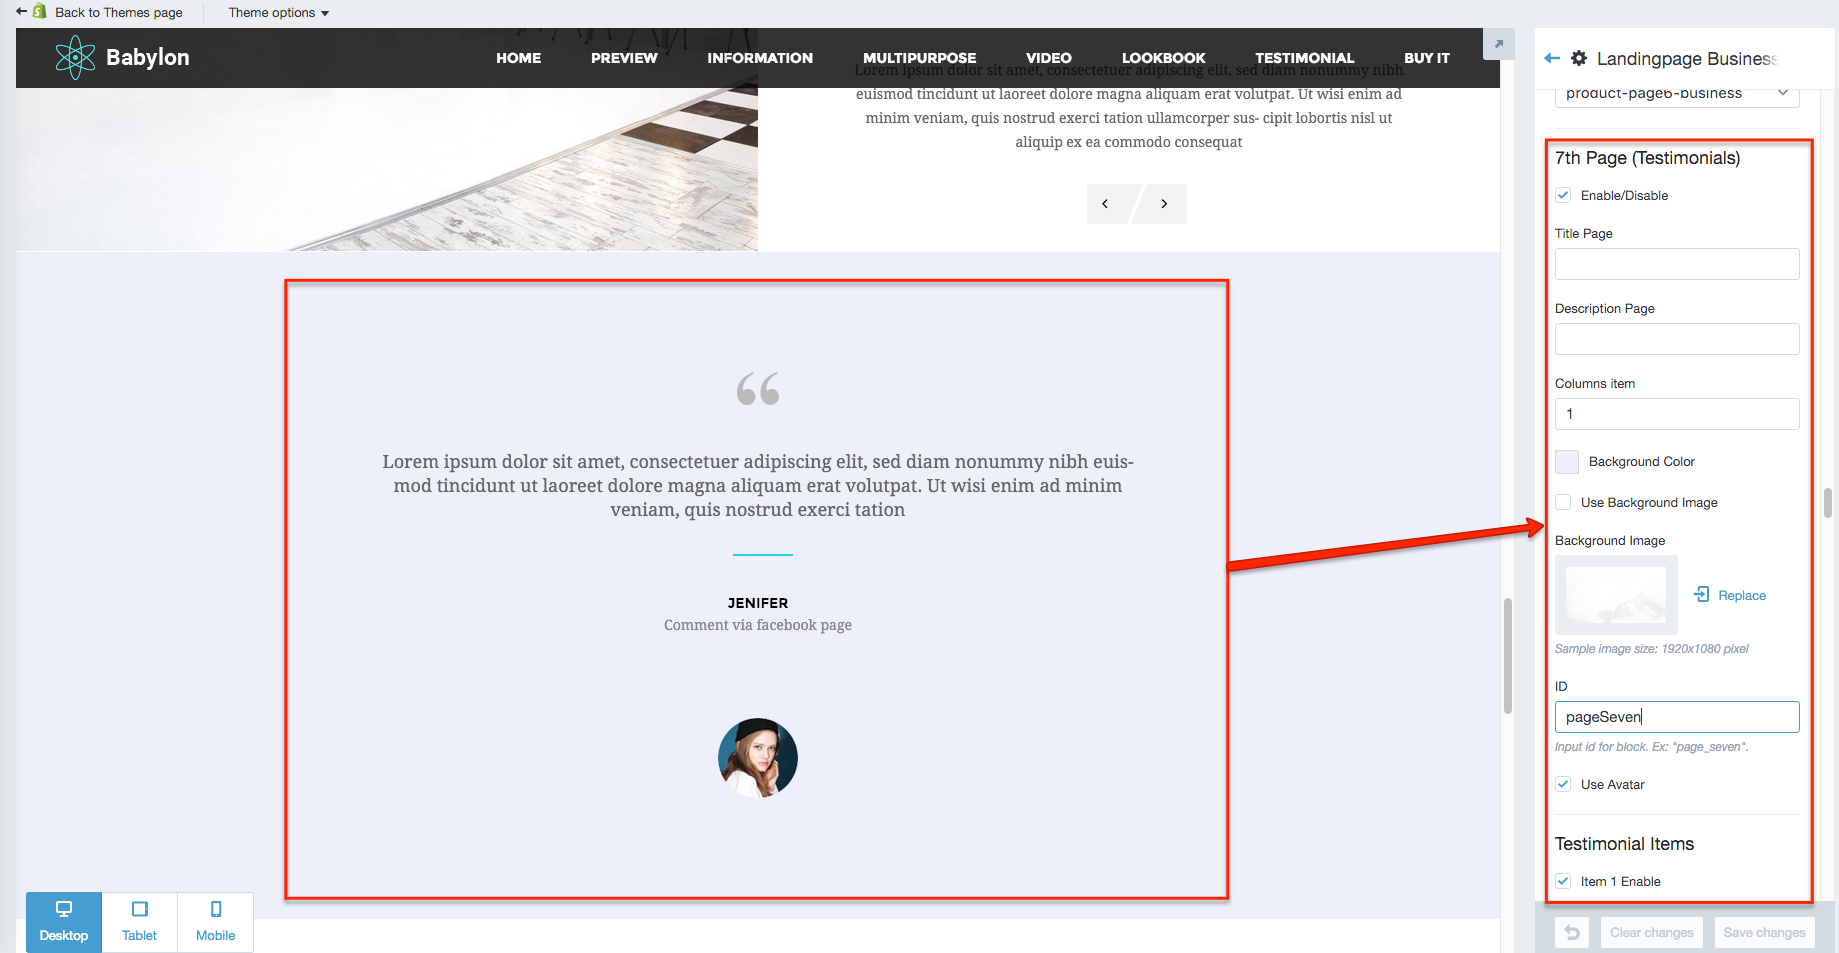 Back to Themes page
Theme options
Babylon
HOME
PREVIEW
INFORMATION
MULTIPURPOSE
VIDEO
LOOKBOOK
TESTIMONIAL
BUY IT
Lorem ipsum dolor sit amet, consectetuer adipiscing elit, sed diam nonummy nibh
euismod tincidunt ut laoreet dolore magna aliquam erat volutpat. Ut wisi enim ad
minim veniam, quis nostrud exerci tation ullamcorper sus- cipit lobortis nisl ut
aliquip ex ea commodo consequat
“
Lorem ipsum dolor sit amet, consectetuer adipiscing elit, sed diam nonummy nibh euis-
mod tincidunt ut laoreet dolore magna aliquam erat volutpat. Ut wisi enim ad minim
veniam, quis nostrud exerci tation
JENIFER
Comment via facebook page
Desktop
Tablet
Mobile
Landingpage Business
product-page6-business
7th Page (Testimonials)
Enable/Disable
Title Page
Description Page
Columns item
1
Background Color
Use Background Image
Background Image
Replace
Sample image size: 1920x1080 pixel
ID
pageSeven
Input id for block. Ex: "page_seven".
Use Avatar
Testimonial Items
Item 1 Enable
Clear changes
Save changes